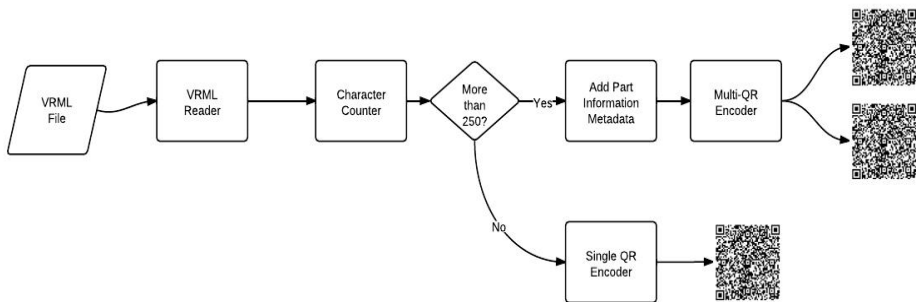 VRML
File
VRML
Reader
Character
Counter
More
than
250?
Yes
Add Part
Information
Metadata
Multi-QR
Encoder
No
Single QR
Encoder